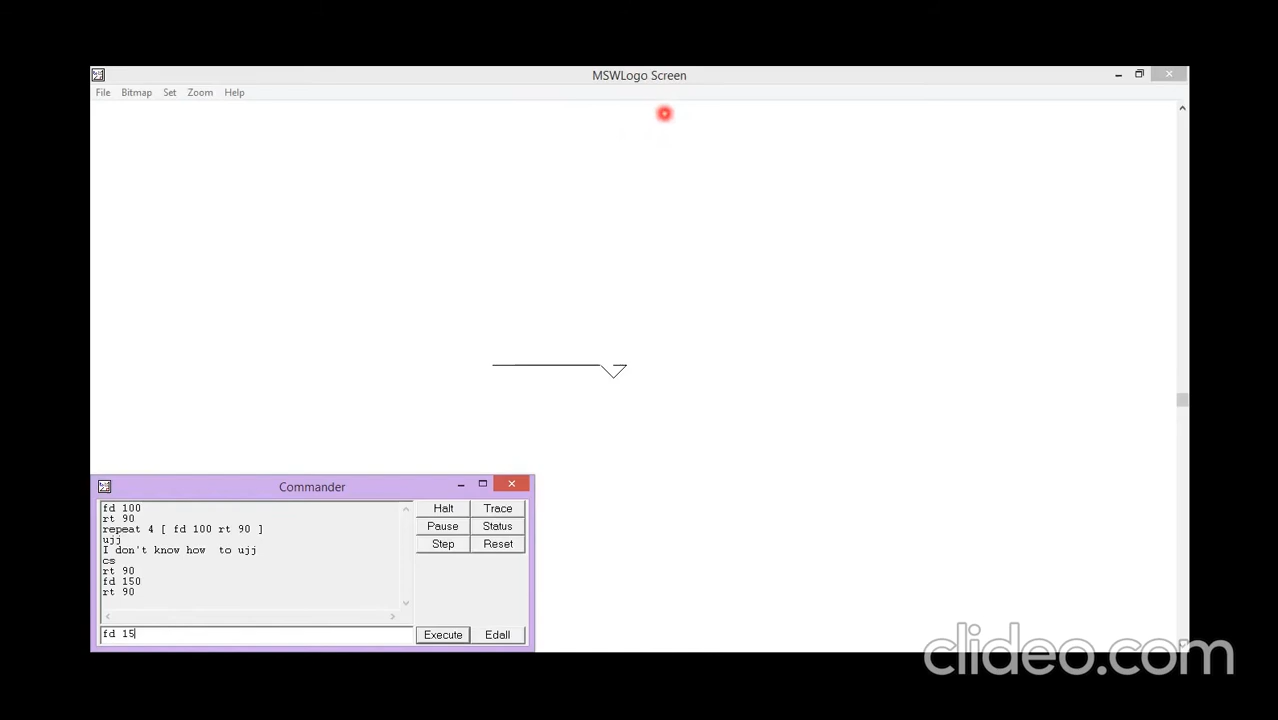 MSWLogo Screen
File Bitmap Set Zoom Help
Commander
fd 100
rt 90
repeat 4 [ fd 100 rt 90 ]
ujj
I don't know how  to ujj
cs
rt 90
fd 150
rt 90
fd 15
Halt Trace
Pause Status
Step Reset
Execute Edall
clideo.com